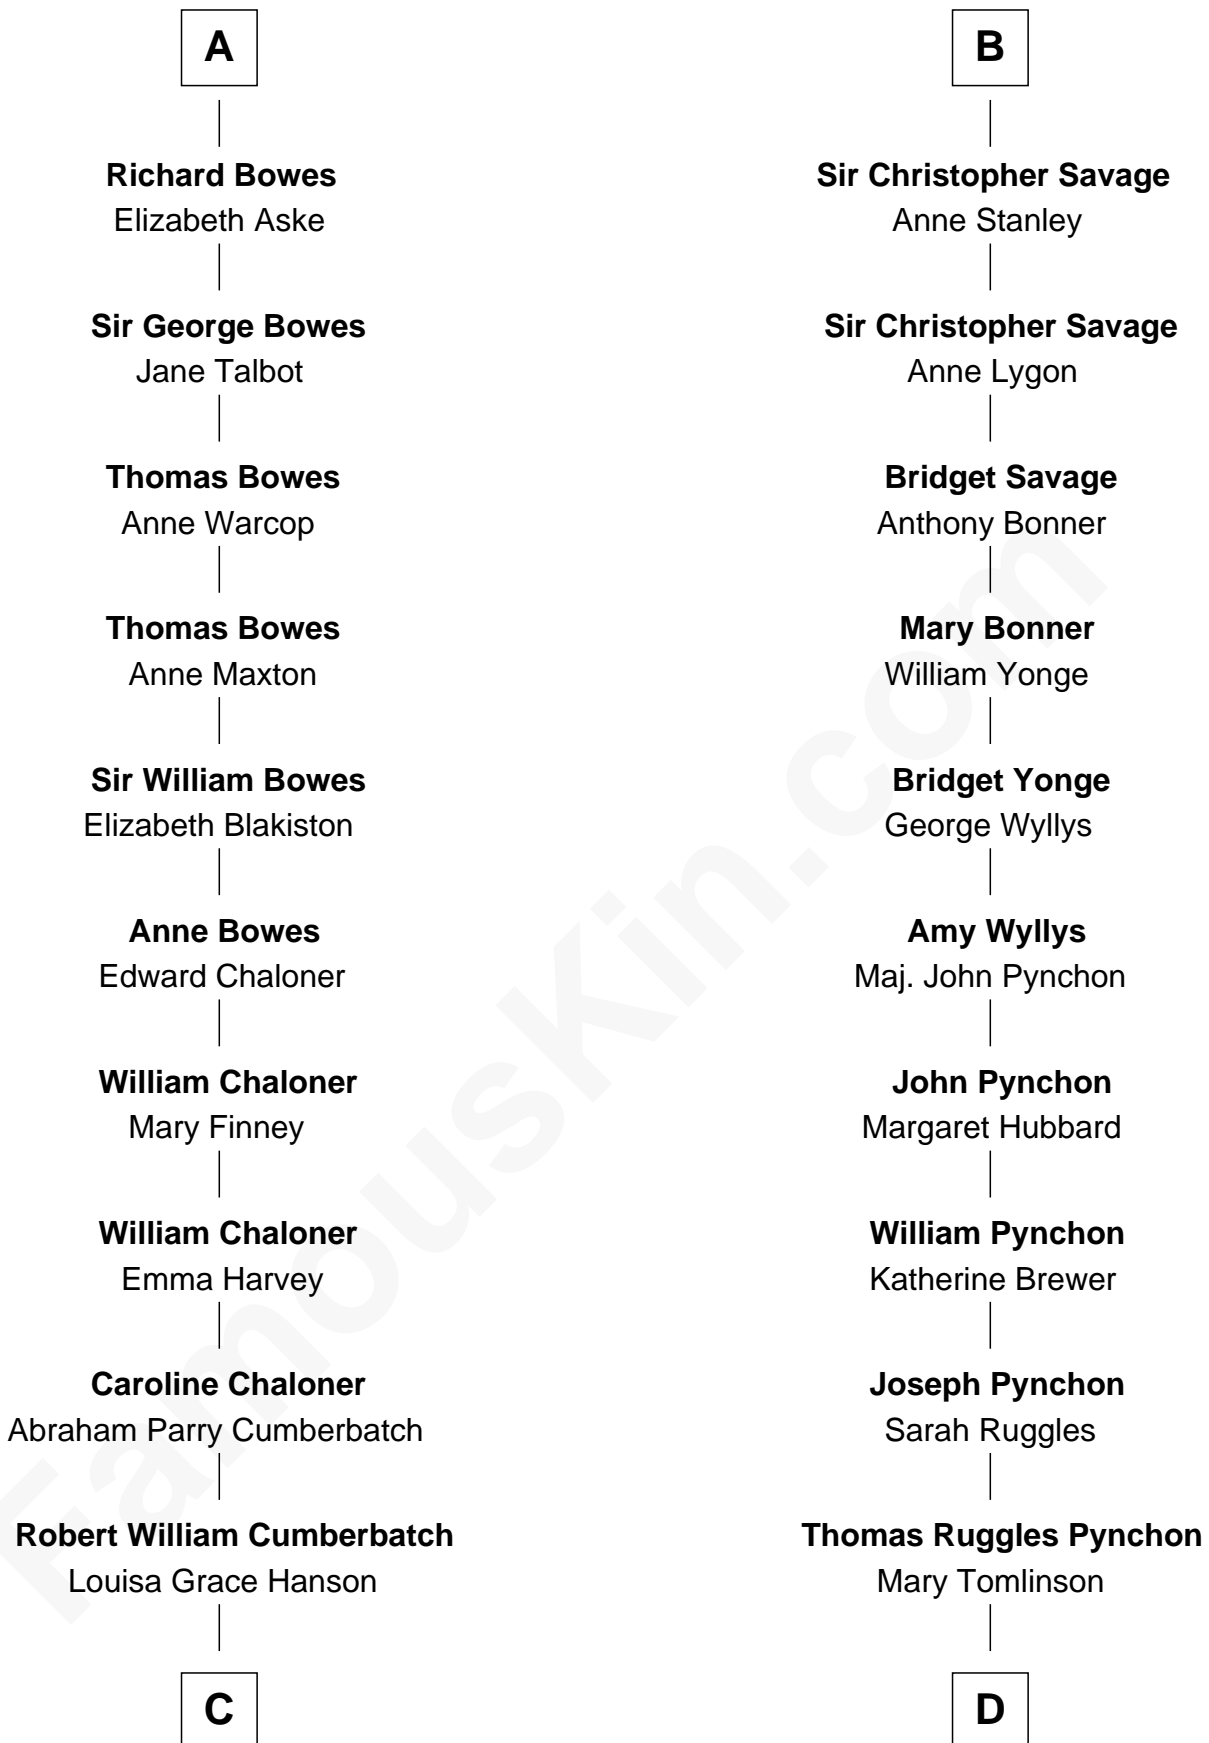 A
Richard Bowes
Elizabeth Aske
Sir George Bowes
Jane Talbot
Thomas Bowes
Anne Warcop
Thomas Bowes
Anne Maxton
Sir William Bowes
Elizabeth Blakiston
Anne Bowes
Edward Chaloner
William Chaloner
Mary Finney
William Chaloner
Emma Harvey
Caroline Chaloner
Abraham Parry Cumberbatch
Robert William Cumberbatch
Louisa Grace Hanson
C
B
Sir Christopher Savage
Anne Stanley
Sir Christopher Savage
Anne Lygon
Bridget Savage
Anthony Bonner
Mary Bonner
William Yonge
Bridget Yonge
George Wyllys
Amy Wyllys
Maj. John Pynchon
John Pynchon
Margaret Hubbard
William Pynchon
Katherine Brewer
Joseph Pynchon
Sarah Ruggles
Thomas Ruggles Pynchon
Mary Tomlinson
D
FamousKin.com